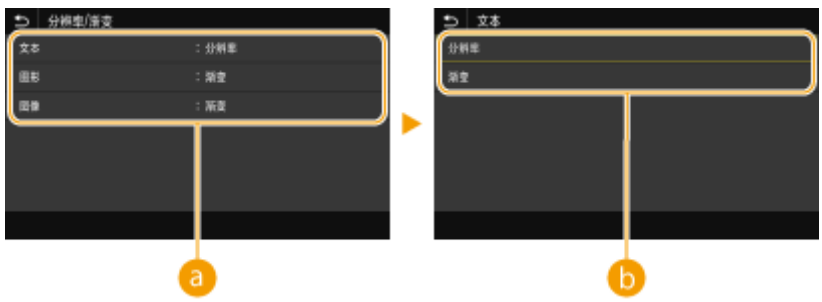 分辨率/渐变
文本 : 分辨率
图形 : 渐变
图像 : 渐变
a
文本
分辨率
渐变
b